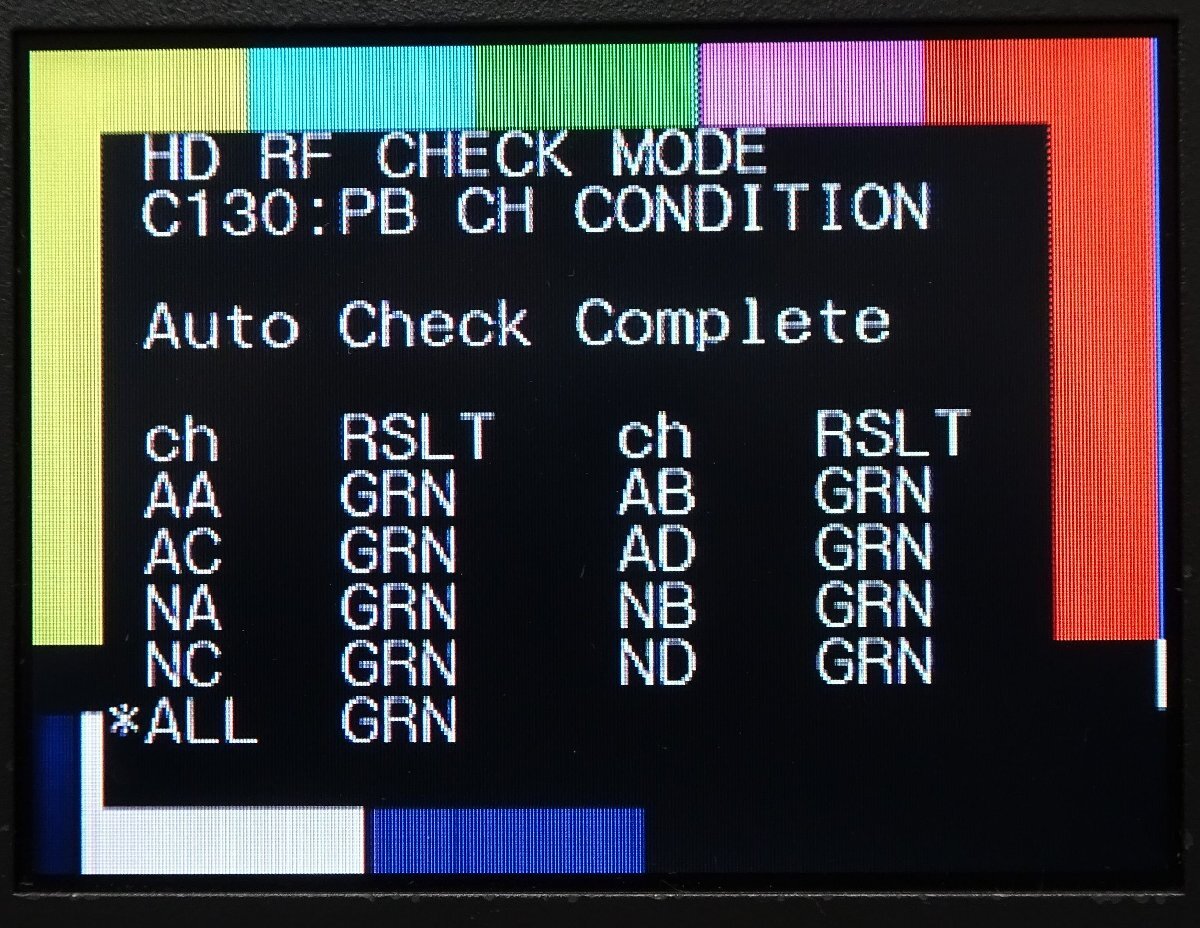 HD RF CHECK MODE
C130:PB CH CONDITION
Auto Check Complete
ch RSLT ch RSLT
AA GRN AB GRN
AC GRN AD GRN
NA GRN NB GRN
NC GRN ND GRN
*ALL GRN